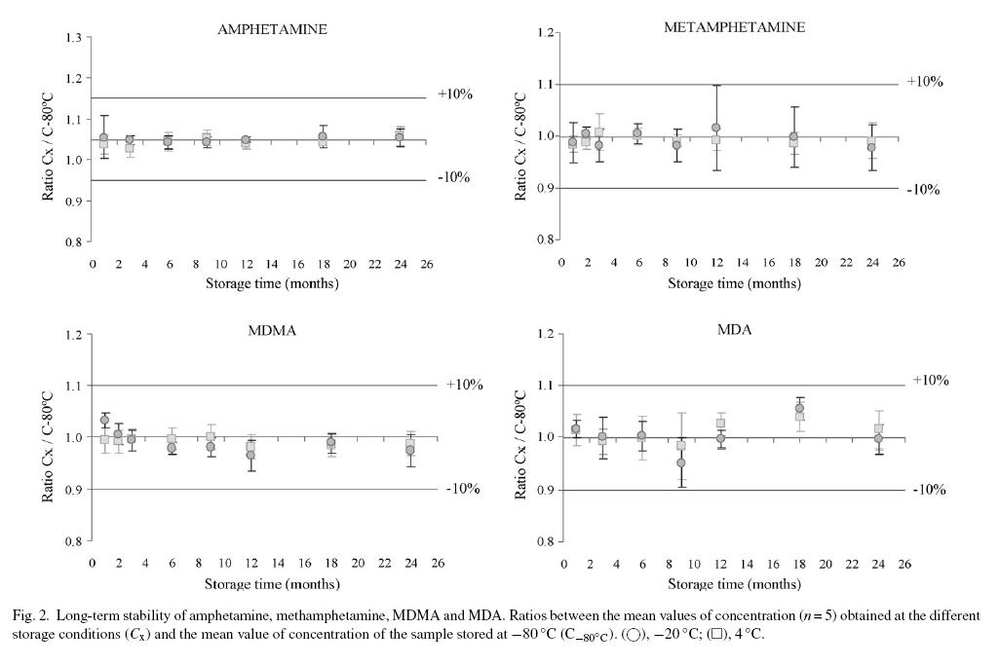 AMPHETAMINE
1.3
1.2
1.1
1.0
0.9
0.8
+10%
-10%
Ratio Cx / C-80ºC
0 2 4 6 8 10 12 14 16 18 20 22 24 26
Storage time (months)
METAMPHETAMINE
1.2
1.1
1.0
0.9
0.8
+10%
-10%
Ratio Cx / C-80ºC
0 2 4 6 8 10 12 14 16 18 20 22 24 26
Storage time (months)
MDMA
1.2
1.1
1.0
0.9
0.8
+10%
-10%
Ratio Cx / C-80ºC
0 2 4 6 8 10 12 14 16 18 20 22 24 26
Storage time (months)
MDA
1.2
1.1
1.0
0.9
0.8
+10%
-10%
Ratio Cx / C-80ºC
0 2 4 6 8 10 12 14 16 18 20 22 24 26
Storage time (months)
Fig. 2. Long-term stability of amphetamine, methamphetamine, MDMA and MDA. Ratios between the mean values of concentration (n = 5) obtained at the different
storage conditions (Cx) and the mean value of concentration of the sample stored at −80 °C (C−80°C). (○), −20 °C; (□), 4 °C.